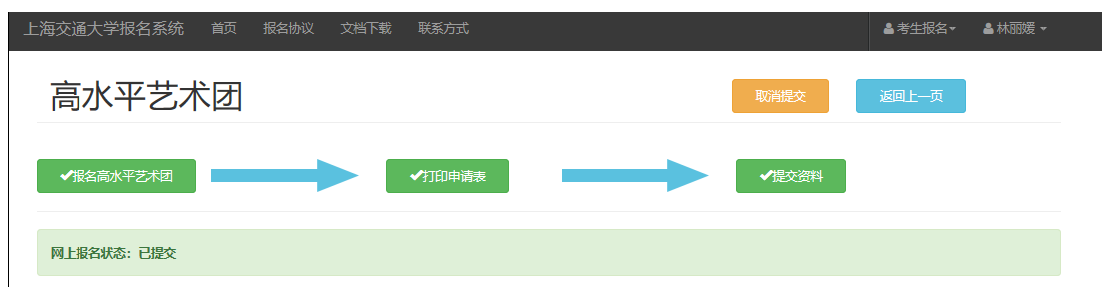 上海交通大学报名系统 首页 报名协议 文档下载 联系方式 考生报名 林丽媛
高水平艺术团 取消提交 返回上一页
报名高水平艺术团 打印申请表 提交资料
网上报名状态：已提交